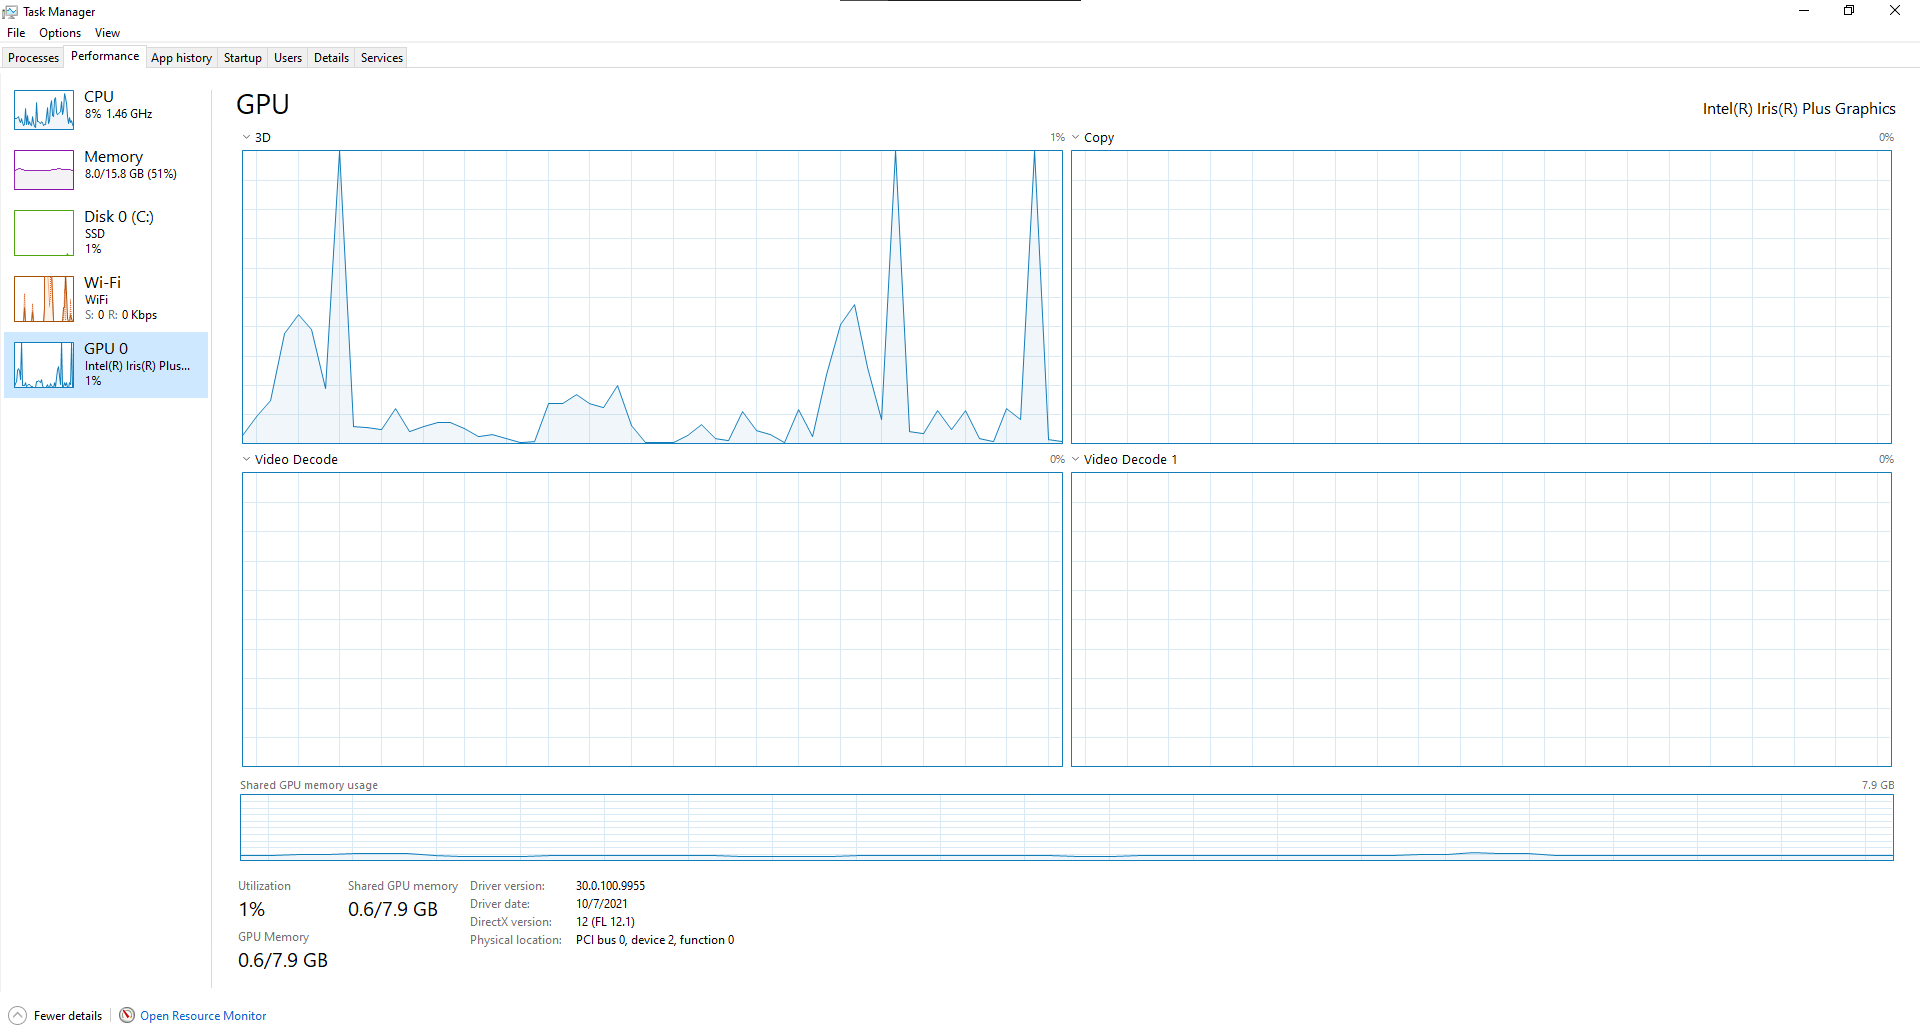 Task Manager
File Options View
Processes Performance App history Startup Users Details Services
CPU
8% 1.46 GHz
Memory
8.0/15.8 GB (51%)
Disk 0 (C:)
SSD
1%
Wi-Fi
WiFi
S: 0 R: 0 Kbps
GPU 0
Intel(R) Iris(R) Plus...
1%
GPU
Intel(R) Iris(R) Plus Graphics
3D 1%
Copy 0%
Video Decode 0%
Video Decode 1 0%
Shared GPU memory usage 7.9 GB
Utilization
1%
Shared GPU memory
0.6/7.9 GB
GPU Memory
0.6/7.9 GB
Driver version: 30.0.100.9955
Driver date: 10/7/2021
DirectX version: 12 (FL 12.1)
Physical location: PCI bus 0, device 2, function 0
Fewer details
Open Resource Monitor